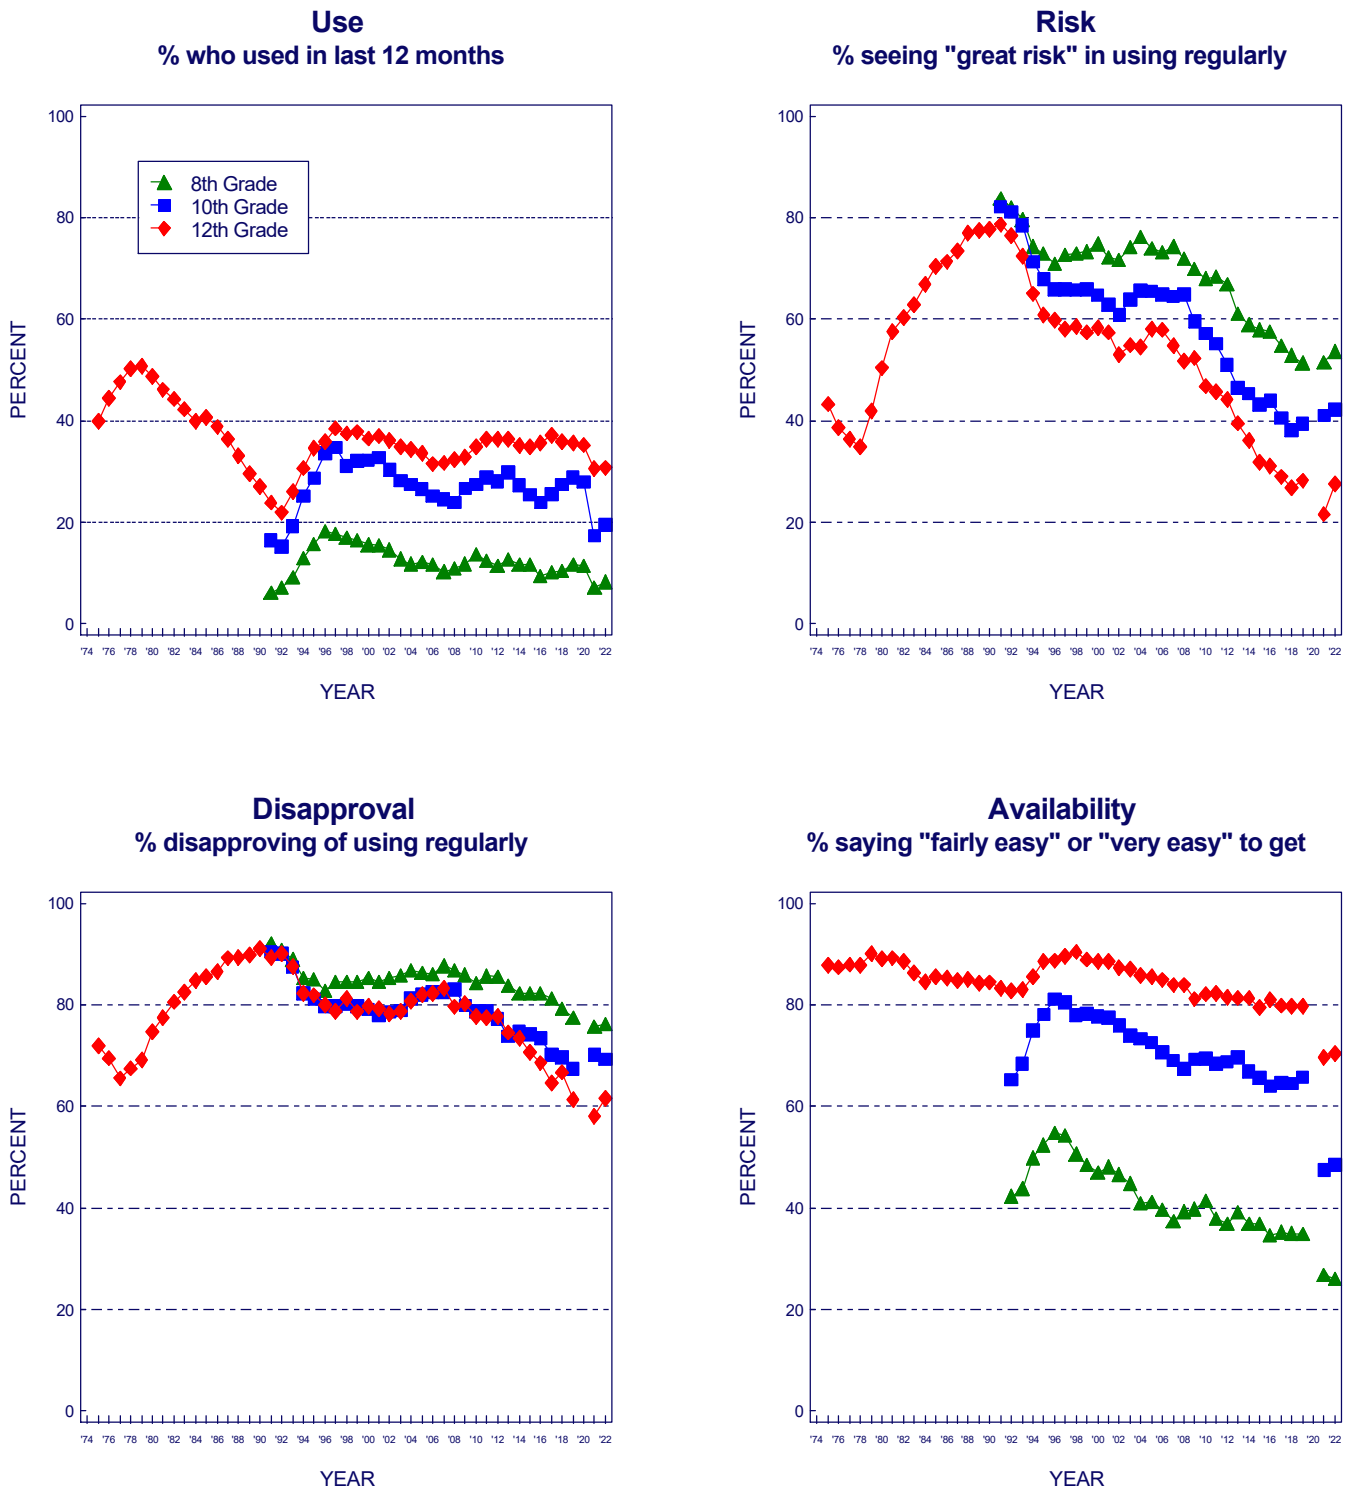 Use
% who used in last 12 months
100
80
60
40
20
0
PERCENT
8th Grade
10th Grade
12th Grade
'74 '76 '78 '80 '82 '84 '86 '88 '90 '92 '94 '96 '98 '00 '02 '04 '06 '08 '10 '12 '14 '16 '18 '20 '22
YEAR
Risk
% seeing "great risk" in using regularly
100
80
60
40
20
0
PERCENT
'74 '76 '78 '80 '82 '84 '86 '88 '90 '92 '94 '96 '98 '00 '02 '04 '06 '08 '10 '12 '14 '16 '18 '20 '22
YEAR
Disapproval
% disapproving of using regularly
100
80
60
40
20
0
PERCENT
'74 '76 '78 '80 '82 '84 '86 '88 '90 '92 '94 '96 '98 '00 '02 '04 '06 '08 '10 '12 '14 '16 '18 '20 '22
YEAR
Availability
% saying "fairly easy" or "very easy" to get
100
80
60
40
20
0
PERCENT
'74 '76 '78 '80 '82 '84 '86 '88 '90 '92 '94 '96 '98 '00 '02 '04 '06 '08 '10 '12 '14 '16 '18 '20 '22
YEAR